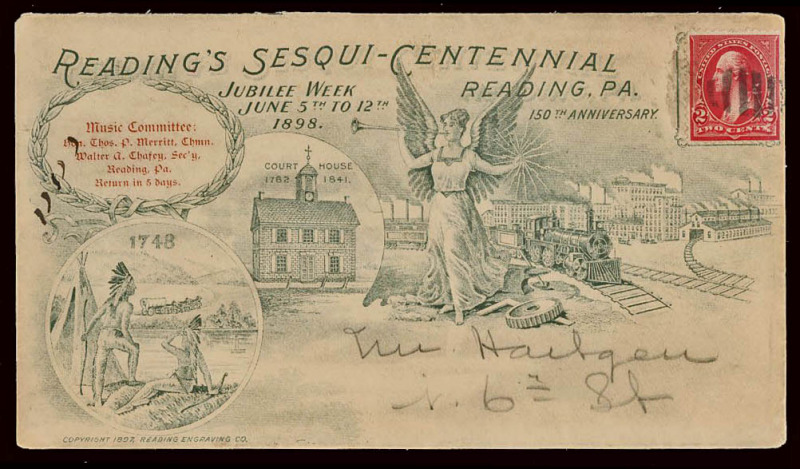 READING'S SESQUI-CENTENNIAL
JUBILEE WEEK
JUNE 5TH TO 12TH
1898.
READING, PA.
150TH ANNIVERSARY.
UNITED STATES POSTAGE
2 2
TWO CENTS
Music Committee:
Hon. Thos. P. Merritt, Chmn.
Walter A. Chafey, Sec'y,
Reading, Pa.
Return in 5 days.
COURT HOUSE
1762 1841.
1748
N. 6th St
COPYRIGHT 1897, READING ENGRAVING CO.